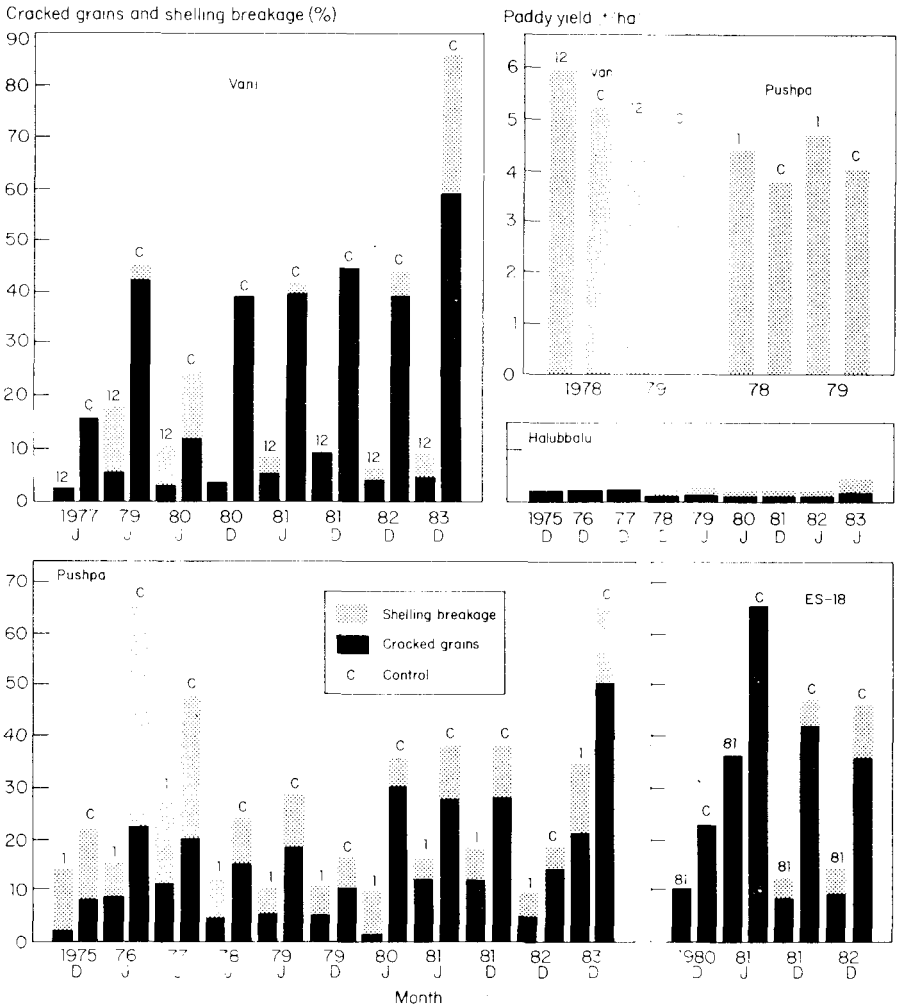 Cracked grains and shelling breakage (%)
90
80
70
60
50
40
30
20
10
0
Vani
12 C 12 C 12 C C 12 C 12 C 12 C 12 C
1977 79 80 80 81 81 82 83
J J J D J D D D
Paddy yield
6
5
4
3
2
1
0
12 C 12 C
Pushpa
1 C 1 C
1978 79 78 79
Halubbalu
1975 76 77 78 79 80 81 82 83
D D J J D J J
Pushpa
70
60
50
40
30
20
10
0
Shelling breakage
Cracked grains
C Control
1 C 1 C 1 C 1 C 1 C 1 C 1 C 1 C 1 C 1 C 1 C
1975 76 77 78 79 79 80 81 81 82 83
D J J J D J J D D D
Month
ES-18
81 C 81 C 81 C 81 C
1980 81 81 82
D J D D